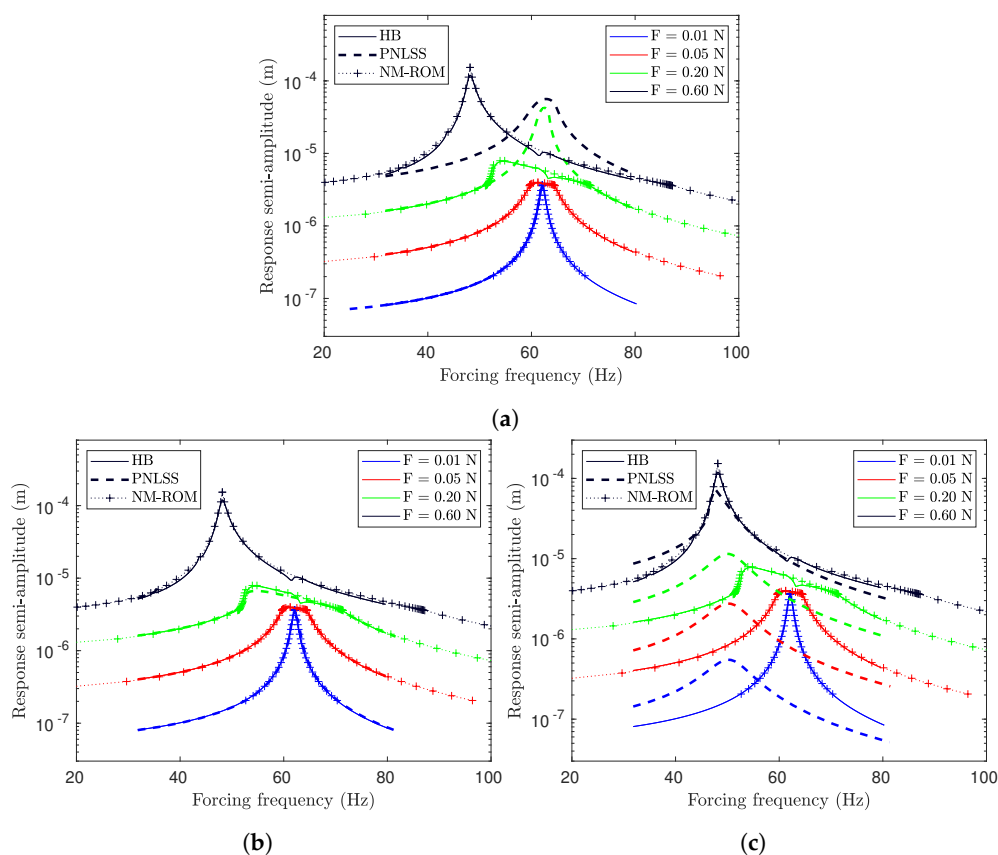 HB
PNLSS
NM-ROM
F = 0.01 N
F = 0.05 N
F = 0.20 N
F = 0.60 N
Response semi-amplitude (m)
10-4
10-5
10-6
10-7
20 40 60 80 100
Forcing frequency (Hz)
(a)
HB
PNLSS
NM-ROM
F = 0.01 N
F = 0.05 N
F = 0.20 N
F = 0.60 N
Response semi-amplitude (m)
10-4
10-5
10-6
10-7
20 40 60 80 100
Forcing frequency (Hz)
(b)
HB
PNLSS
NM-ROM
F = 0.01 N
F = 0.05 N
F = 0.20 N
F = 0.60 N
Response semi-amplitude (m)
10-4
10-5
10-6
10-7
20 40 60 80 100
Forcing frequency (Hz)
(c)